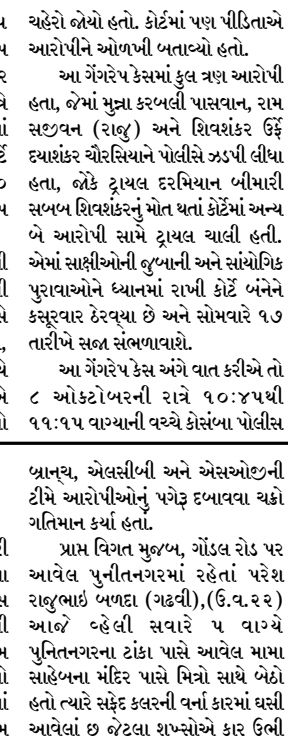 ચહેરો જોયો હતો. કોર્ટમાં પણ પીડિતાએ
આરોપીને ઓળખી બતાવ્યો હતો.
આ ગેંગરેપ કેસમાં કુલ ત્રણ આરોપી
હતા, જેમાં મુન્ના કરબલી પાસવાન, રામ
સજીવન (રાજુ) અને શિવશંકર ઉર્ફે
દયાશંકર ચૌરસિયાને પોલીસે ઝડપી લીધા
હતા, જોકે ટ્રાયલ દરમિયાન બીમારી
સબબ શિવશંકરનું મોત થતાં કોર્ટમાં અન્ય
બે આરોપી સામે ટ્રાયલ ચાલી હતી.
એમાં સાક્ષીઓની જુબાની અને સાંયોગિક
પુરાવાઓને ધ્યાનમાં રાખી કોર્ટે બંનેને
કસૂરવાર ઠેરવ્યા છે અને સોમવારે ૧૭
તારીખે સજા સંભળાવાશે.
આ ગેંગરેપ કેસ અંગે વાત કરીએ તો
૮ ઓક્ટોબરની રાત્રે ૧૦:૪૫થી
૧૧:૧૫ વાગ્યાની વચ્ચે કોસંબા પોલીસ
બ્રાન્ચ, એલસીબી અને એસઓજીની
ટીમે આરોપીઓનું પગેરૂ દબાવવા ચક્રો
ગતિમાન કર્યા હતા.
પ્રાપ્ત વિગત મુજબ, ગોંડલ રોડ પર
આવેલ પુનીતનગરમાં રહેતાં પરેશ
રાજુભાઇ બળદા (ગઢવી),(ઉ.વ.૨૨)
આજે વ્હેલી સવારે ૫ વાગ્યે
પુનિતનગરના ટાંકા પાસે આવેલ મામા
સાહેબના મંદિર પાસે મિત્રો સાથે બેઠો
હતો ત્યારે સફેદ કલરની વર્ના કારમાં ઘસી
આવેલાં છ જેટલા શખ્સોએ કાર ઉભી